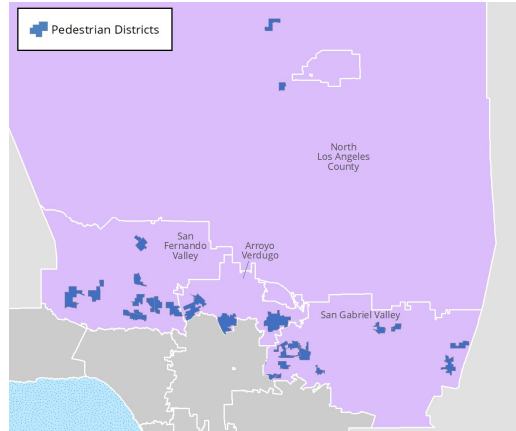 Pedestrian Districts
North
Los Angeles
County
San
Fernando
Valley
Arroyo
Verdugo
San Gabriel Valley